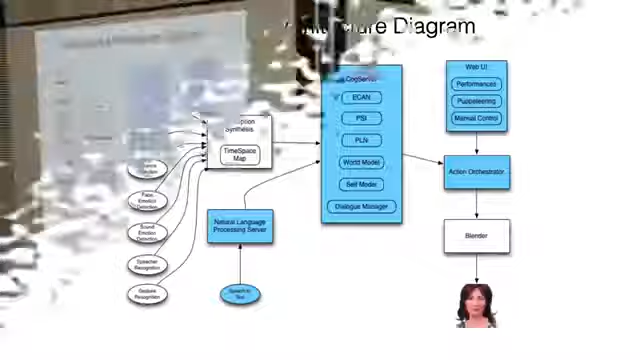 Diagram
Web UI
Performances
Puppeteering
Manual Control
ECAN
PSI
PLN
World Model
Self Model
Dialogue Manager
Synthesis
TimeSpace
Map
Action Orchestrator
Natural Language
Processing Server
Blender
Face
Emotion
Detection
Sound
Emotion
Detection
Speaker
Recognition
Gesture
Recognition
Speech to
Text